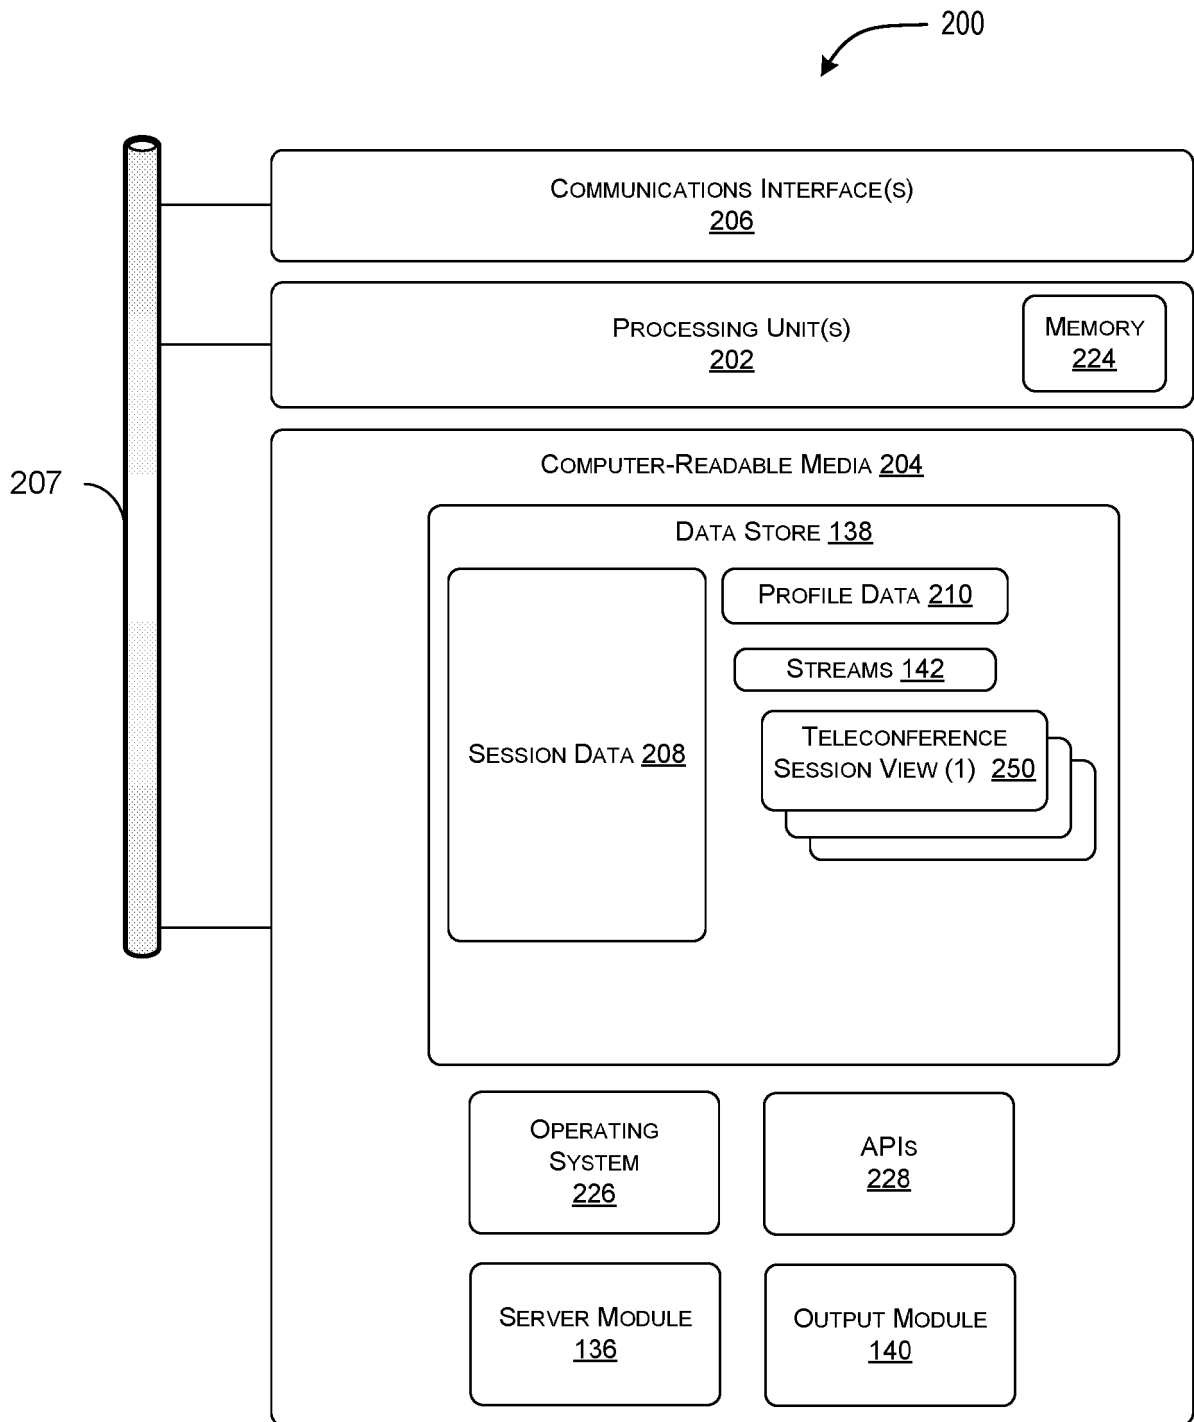 200
COMMUNICATIONS INTERFACE(S)
206
PROCESSING UNIT(S)
202
MEMORY
224
207
COMPUTER-READABLE MEDIA 204
DATA STORE 138
SESSION DATA 208
PROFILE DATA 210
STREAMS 142
TELECONFERENCE
SESSION VIEW (1) 250
OPERATING
SYSTEM
226
APIS
228
SERVER MODULE
136
OUTPUT MODULE
140